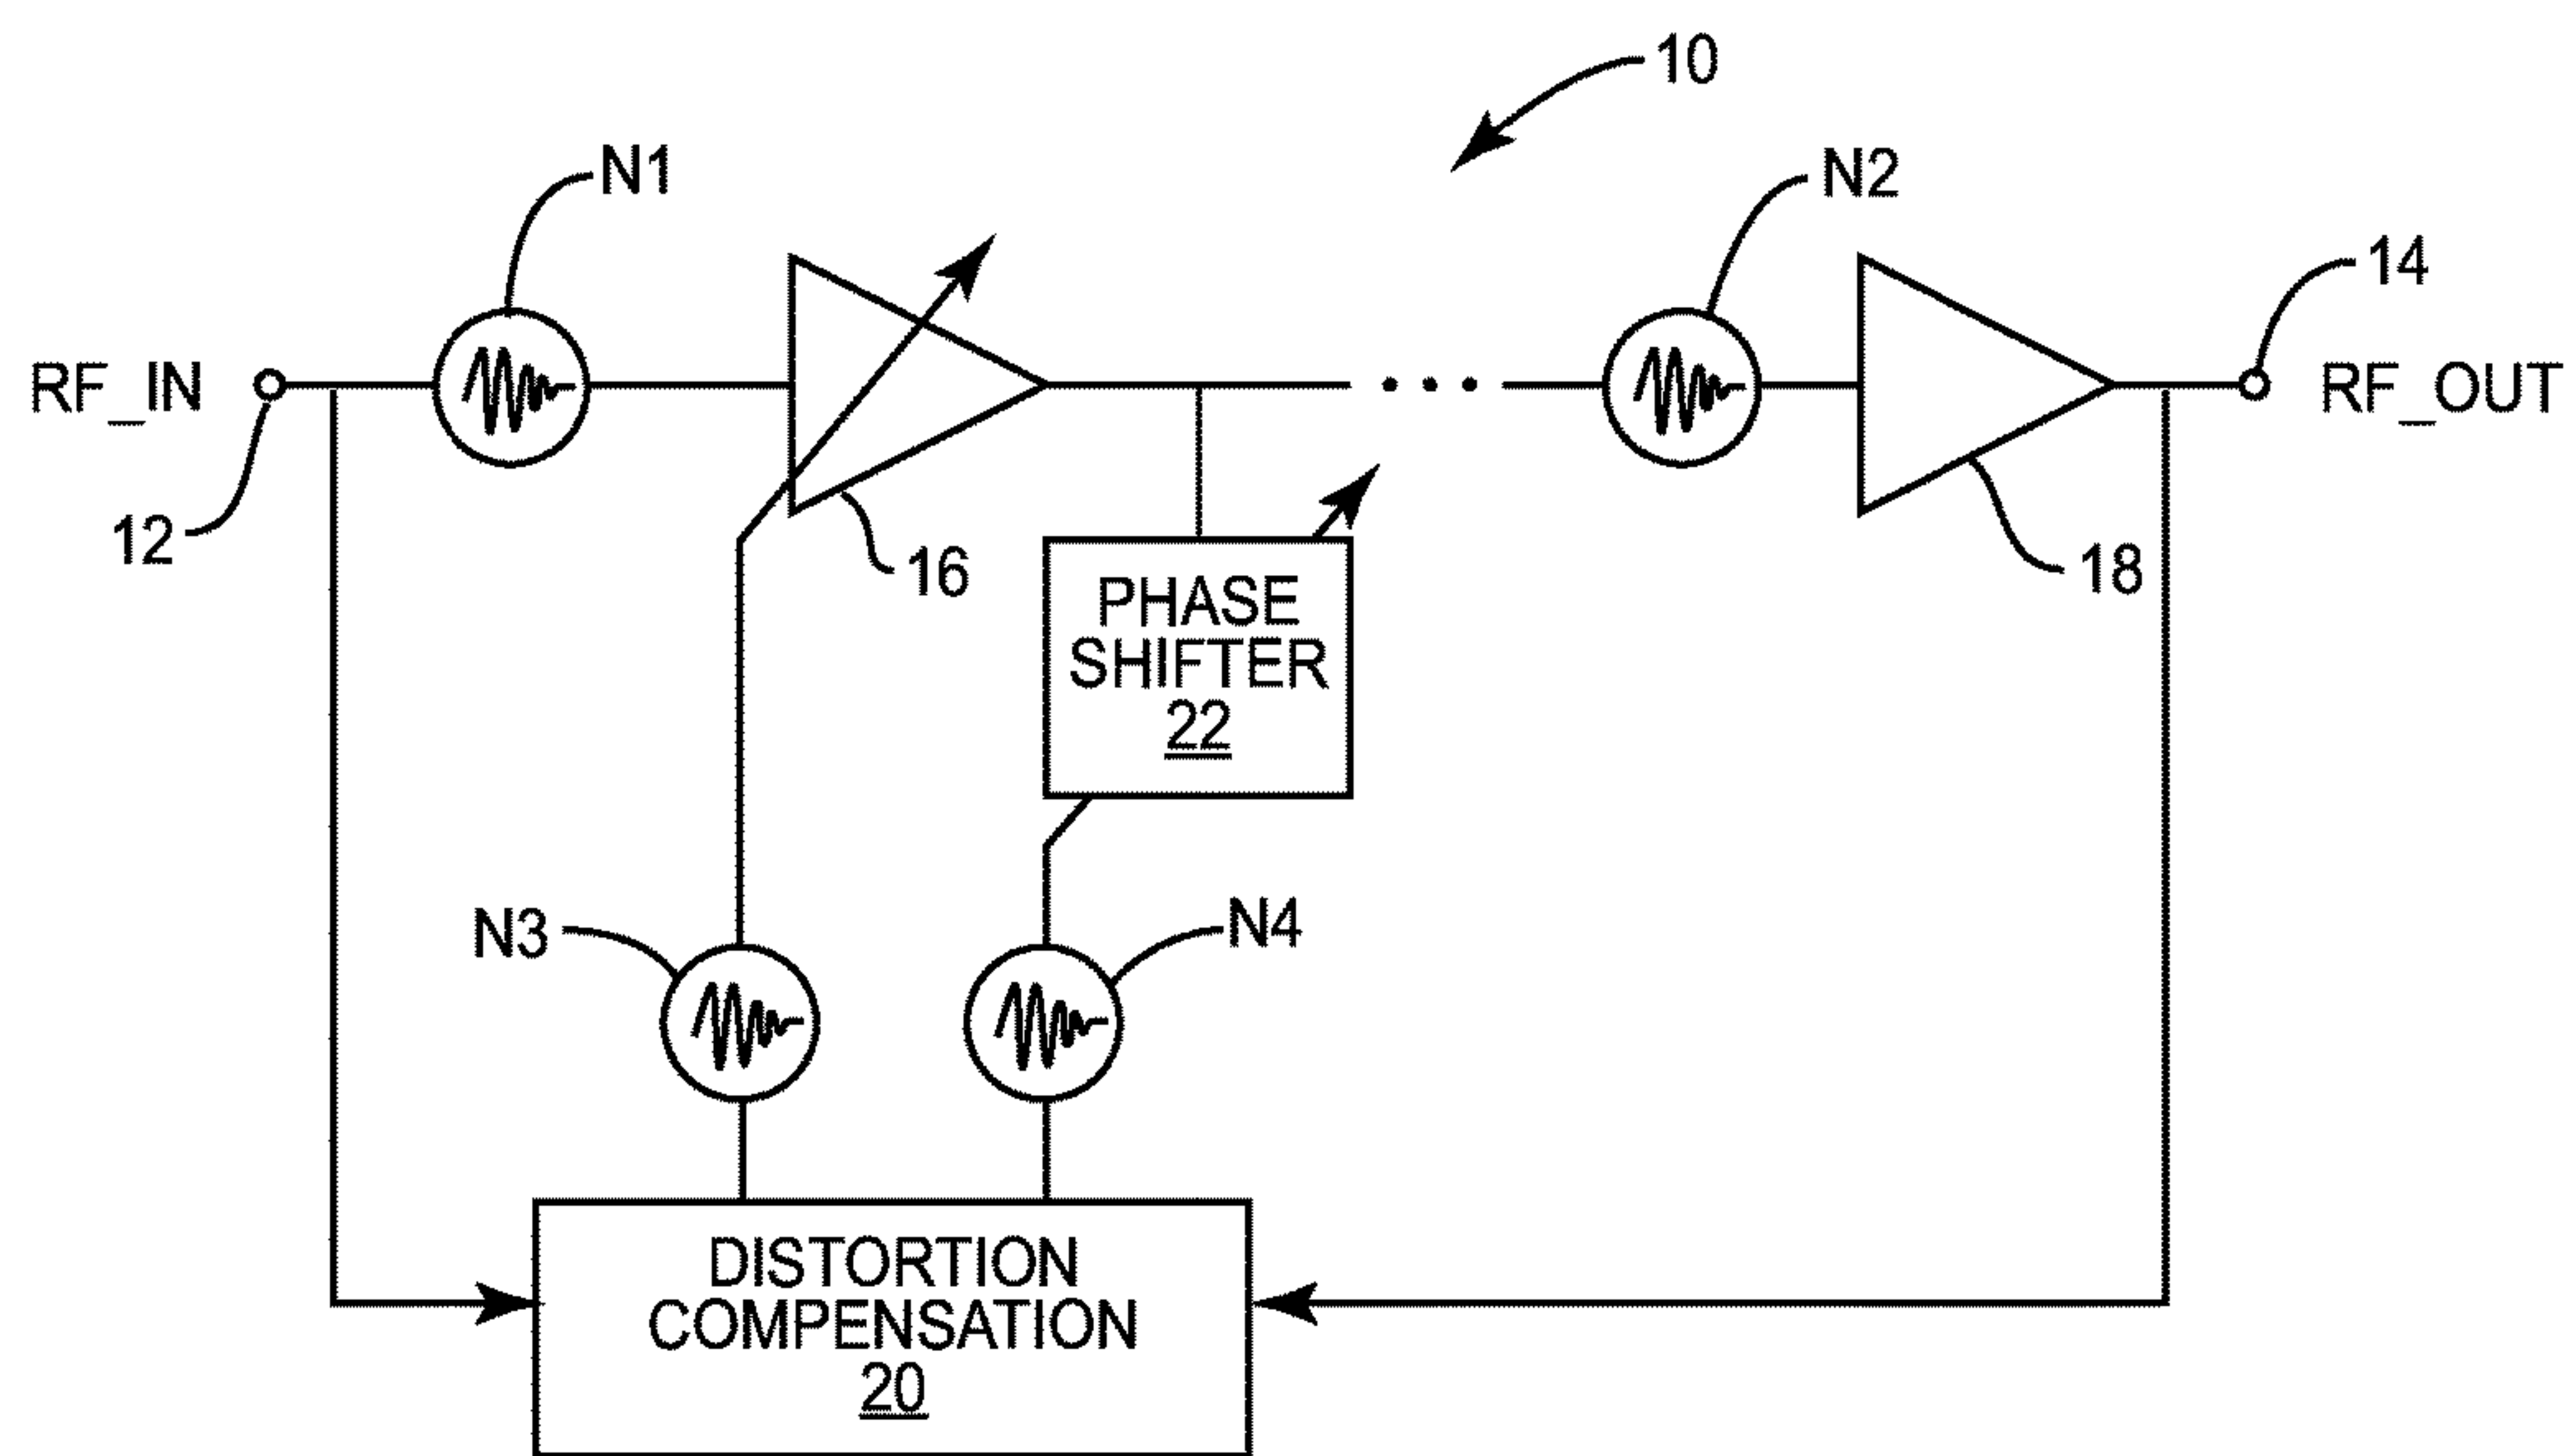 10
N1
N2
14
RF_IN
RF_OUT
12
16
18
PHASE
SHIFTER
22
N3
N4
DISTORTION
COMPENSATION
20